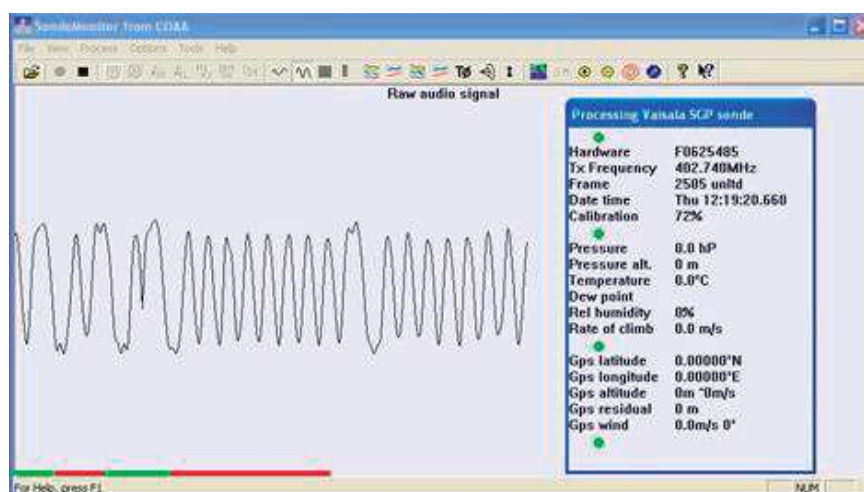 SondeMonitor from COAA
File View Process Options Tools Help
Raw audio signal
Processing Vaisala SGP sonde
Hardware F0625485
Tx Frequency 402.740MHz
Frame 2505 unltd
Date time Thu 12:19:20.660
Calibration 72%
Pressure 0.0 hP
Pressure alt. 0 m
Temperature 0.0°C
Dew point
Rel humidity 0%
Rate of climb 0.0 m/s
Gps latitude 0.00000°N
Gps longitude 0.00000°E
Gps altitude 0m ~0m/s
Gps residual 0 m
Gps wind 0.0m/s 0°
For Help, press F1
NUM